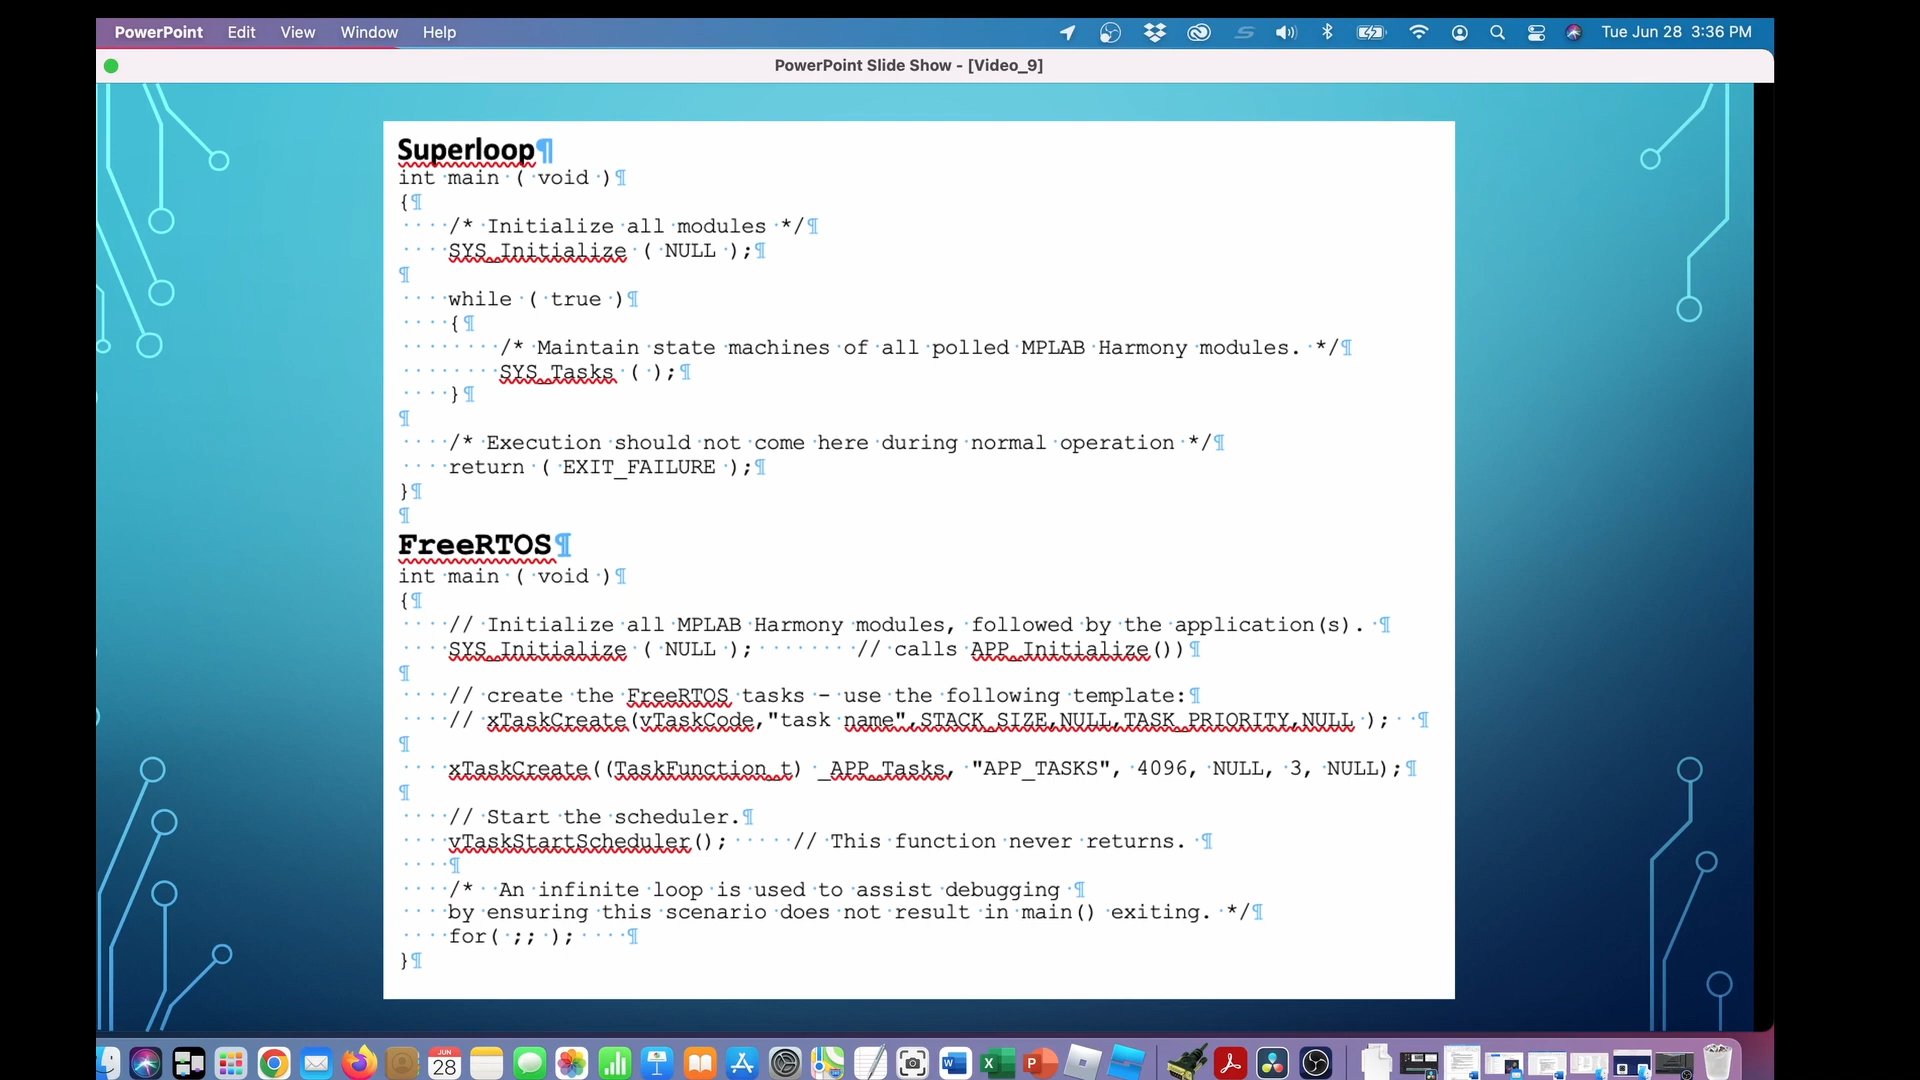 PowerPoint Edit View Window Help Tue Jun 28 3:36 PM
PowerPoint Slide Show - [Video_9]
Superloop¶
int main ( void )¶
{¶
/* Initialize all modules */¶
SYS_Initialize ( NULL );¶
¶
while ( true )¶
{¶
/* Maintain state machines of all polled MPLAB Harmony modules. */¶
SYS_Tasks ( );¶
}¶
¶
/* Execution should not come here during normal operation */¶
return ( EXIT_FAILURE );¶
}¶
¶
FreeRTOS¶
int main ( void )¶
{¶
// Initialize all MPLAB Harmony modules, followed by the application(s). ¶
SYS_Initialize ( NULL ); // calls APP_Initialize())¶
¶
// create the FreeRTOS tasks – use the following template:¶
// xTaskCreate(vTaskCode,"task name",STACK_SIZE,NULL,TASK_PRIORITY,NULL ); ¶
¶
xTaskCreate((TaskFunction_t) _APP_Tasks, "APP_TASKS", 4096, NULL, 3, NULL);¶
¶
// Start the scheduler.¶
vTaskStartScheduler(); // This function never returns. ¶
¶
/* An infinite loop is used to assist debugging ¶
by ensuring this scenario does not result in main() exiting. */¶
for( ;; ); ¶
}¶
JUN
28